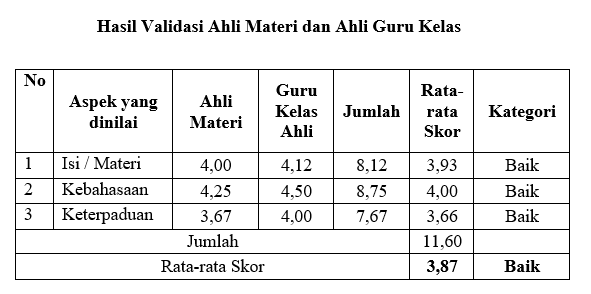 Hasil Validasi Ahli Materi dan Ahli Guru Kelas
No Aspek yang dinilai Ahli Materi Guru Kelas Ahli Jumlah Rata-rata Skor Kategori
1 Isi / Materi 4,00 4,12 8,12 3,93 Baik
2 Kebahasaan 4,25 4,50 8,75 4,00 Baik
3 Keterpaduan 3,67 4,00 7,67 3,66 Baik
Jumlah 11,60
Rata-rata Skor 3,87 Baik